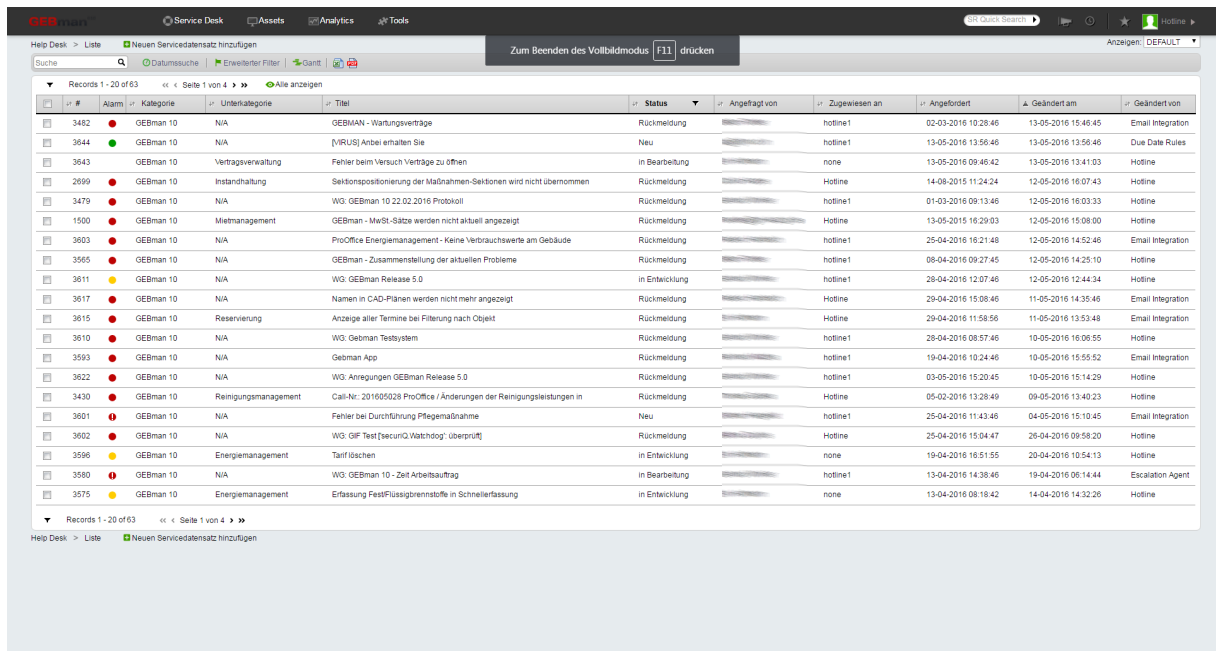 GEBman
Service Desk Assets Analytics Tools SR Quick Search Hotline
Help Desk > Liste Neuen Servicedatensatz hinzufügen Zum Beenden des Vollbildmodus F11 drücken Anzeigen: DEFAULT
Suche Datumssuche Erweiterter Filter Gantt
Records 1 - 20 of 63 Seite 1 von 4 Alle anzeigen
# Alarm Kategorie Unterkategorie Titel Status Angefragt von Zugewiesen an Angefordert Geändert am Geändert von
3482 GEBman 10 N/A GEBMAN - Wartungsverträge Rückmeldung hotline1 02-03-2016 10:28:46 13-05-2016 15:46:45 Email Integration
3644 GEBman 10 N/A [VIRUS] Anbei erhalten Sie Neu hotline1 13-05-2016 13:56:46 13-05-2016 13:56:46 Due Date Rules
3643 GEBman 10 Vertragsverwaltung Fehler beim Versuch Verträge zu öffnen in Bearbeitung none 13-05-2016 09:46:42 13-05-2016 13:41:03 Hotline
2699 GEBman 10 Instandhaltung Sektionspositionierung der Maßnahmen-Sektionen wird nicht übernommen Rückmeldung Hotline 14-08-2015 11:24:24 12-05-2016 16:07:43 Hotline
3479 GEBman 10 N/A WG: GEBman 10 22.02.2016 Protokoll Rückmeldung hotline1 01-03-2016 09:13:46 12-05-2016 16:03:33 Hotline
1500 GEBman 10 Mietmanagement GEBman - MwSt.-Sätze werden nicht aktuell angezeigt Rückmeldung Hotline 13-05-2015 16:29:03 12-05-2016 15:08:00 Hotline
3603 GEBman 10 N/A ProOffice Energiemanagement - Keine Verbrauchswerte am Gebäude Rückmeldung hotline1 25-04-2016 16:21:48 12-05-2016 14:52:46 Email Integration
3565 GEBman 10 N/A GEBman - Zusammenstellung der aktuellen Probleme Rückmeldung hotline1 08-04-2016 09:27:45 12-05-2016 14:25:10 Hotline
3611 GEBman 10 N/A WG: GEBman Release 5.0 in Entwicklung hotline1 28-04-2016 12:07:46 12-05-2016 12:44:34 Hotline
3617 GEBman 10 N/A Namen in CAD-Plänen werden nicht mehr angezeigt Rückmeldung Hotline 29-04-2016 15:08:46 11-05-2016 14:35:46 Email Integration
3615 GEBman 10 Reservierung Anzeige aller Termine bei Filterung nach Objekt Rückmeldung Hotline 29-04-2016 11:58:56 11-05-2016 13:53:48 Email Integration
3610 GEBman 10 N/A WG: Gebman Testsystem Rückmeldung hotline1 28-04-2016 08:57:46 10-05-2016 16:06:55 Hotline
3593 GEBman 10 N/A Gebman App Rückmeldung hotline1 19-04-2016 10:24:46 10-05-2016 15:55:52 Email Integration
3622 GEBman 10 N/A WG: Anregungen GEBman Release 5.0 Rückmeldung hotline1 03-05-2016 15:20:45 10-05-2016 15:14:29 Hotline
3430 GEBman 10 Reinigungsmanagement Call-Nr.: 201605028 ProOffice / Änderungen der Reinigungsleistungen in Rückmeldung Hotline 05-02-2016 13:28:49 09-05-2016 13:40:23 Hotline
3601 GEBman 10 N/A Fehler bei Durchführung Pflegemaßnahme Neu hotline1 25-04-2016 11:43:46 04-05-2016 15:10:45 Email Integration
3602 GEBman 10 N/A WG: GIF Test ['securiQ.Watchdog': überprüft] Rückmeldung Hotline 25-04-2016 15:04:47 26-04-2016 09:58:20 Hotline
3596 GEBman 10 Energiemanagement Tarif löschen in Entwicklung none 19-04-2016 16:51:55 20-04-2016 10:54:13 Hotline
3580 GEBman 10 N/A WG: GEBman 10 - Zeit Arbeitsauftrag in Bearbeitung hotline1 13-04-2016 14:38:46 19-04-2016 06:14:44 Escalation Agent
3575 GEBman 10 Energiemanagement Erfassung Fest/Flüssigbrennstoffe in Schnellerfassung in Entwicklung none 13-04-2016 08:18:42 14-04-2016 14:32:26 Hotline
Records 1 - 20 of 63 Seite 1 von 4
Help Desk > Liste Neuen Servicedatensatz hinzufügen